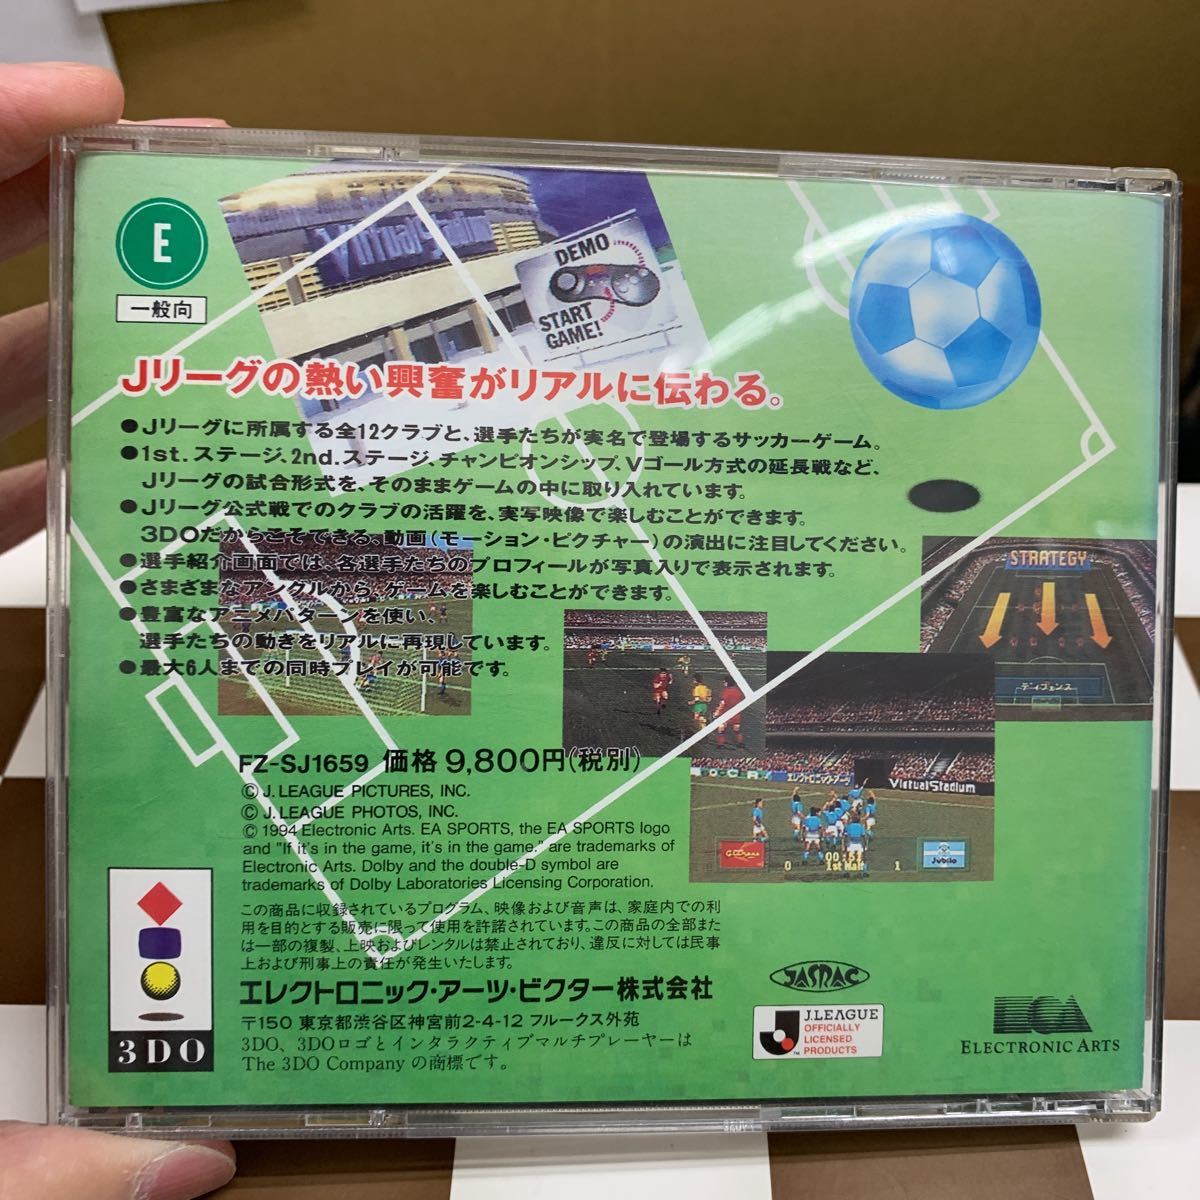 E
一般向
DEMO
START
GAME!
Jリーグの熱い興奮がリアルに伝わる。
●Jリーグに所属する全12クラブと、選手たちが実名で登場するサッカーゲーム。
●1st.ステージ、2nd.ステージ、チャンピオンシップ、Vゴール方式の延長戦など、
Jリーグの試合形式を、そのままゲームの中に取り入れています。
●Jリーグ公式戦でのクラブの活躍を、実写映像で楽しむことができます。
3DOだからこそできる、動画(モーション・ピクチャー)の演出に注目してください。
●選手紹介画面では、各選手たちのプロフィールが写真入りで表示されます。
●さまざまなアングルから、ゲームを楽しむことができます。
●豊富なアニメパターンを使い、
選手たちの動きをリアルに再現しています。
●最大6人までの同時プレイが可能です。
STRATEGY
ディフェンス
エレクトロニック・アーツ
VirtualStadium
0
00:57
1st Half
1
Jubilo
FZ-SJ1659 価格 9,800円(税別)
© J. LEAGUE PICTURES, INC.
© J. LEAGUE PHOTOS, INC.
© 1994 Electronic Arts. EA SPORTS, the EA SPORTS logo
and "If it's in the game, it's in the game." are trademarks of
Electronic Arts. Dolby and the double-D symbol are
trademarks of Dolby Laboratories Licensing Corporation.
この商品に収録されているプログラム、映像および音声は、家庭内での利
用を目的とする販売に限って使用を許諾されています。この商品の全部また
は一部の複製、上映およびレンタルは禁止されており、違反に対しては民事
上および刑事上の責任が発生いたします。
エレクトロニック・アーツ・ビクター株式会社
〒150 東京都渋谷区神宮前2-4-12 フルークス外苑
3DO、3DOロゴとインタラクティブマルチプレーヤーは
The 3DO Company の商標です。
3DO
JASRAC
J.LEAGUE
OFFICIALLY
LICENSED
PRODUCTS
EA
ELECTRONIC ARTS